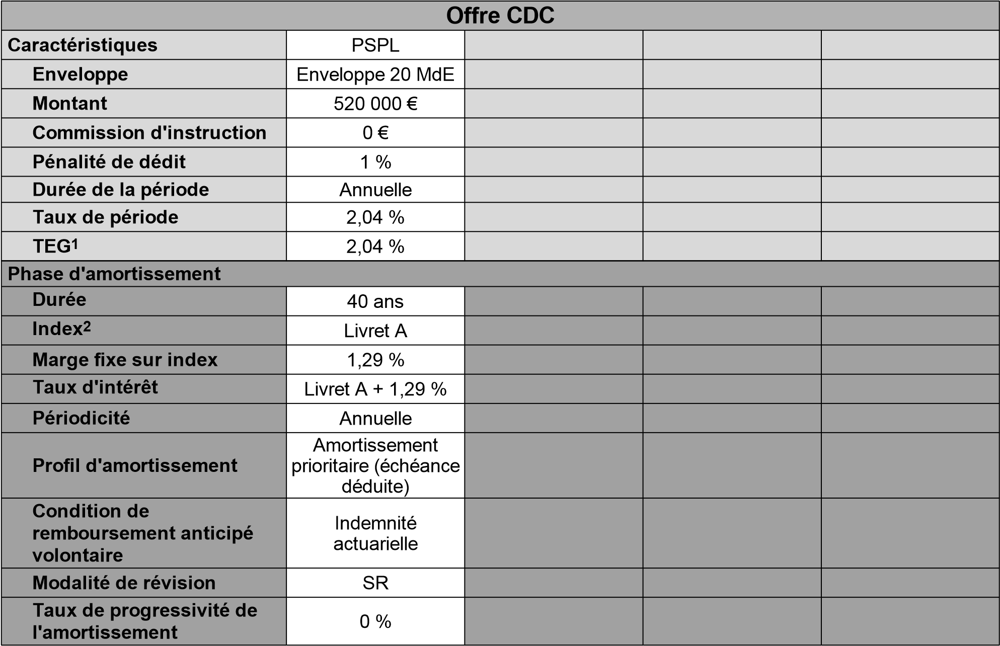 Offre CDC
Caractéristiques PSPL
Enveloppe Enveloppe 20 MdE
Montant 520 000 €
Commission d'instruction 0 €
Pénalité de dédit 1 %
Durée de la période Annuelle
Taux de période 2,04 %
TEG1 2,04 %
Phase d'amortissement
Durée 40 ans
Index2 Livret A
Marge fixe sur index 1,29 %
Taux d'intérêt Livret A + 1,29 %
Périodicité Annuelle
Profil d'amortissement
Amortissement
prioritaire (échéance
déduite)
Condition de
remboursement anticipé
volontaire
Indemnité
actuarielle
Modalité de révision SR
Taux de progressivité de
l'amortissement
0 %